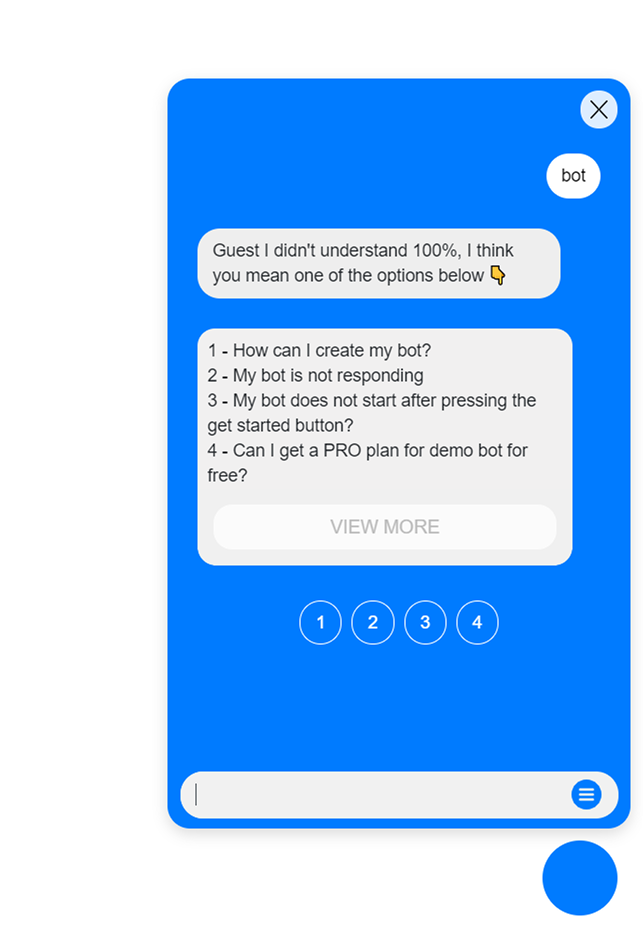 bot
Guest I didn't understand 100%, I think
you mean one of the options below 👇
1 - How can I create my bot?
2 - My bot is not responding
3 - My bot does not start after pressing the
get started button?
4 - Can I get a PRO plan for demo bot for
free?
VIEW MORE
1 2 3 4